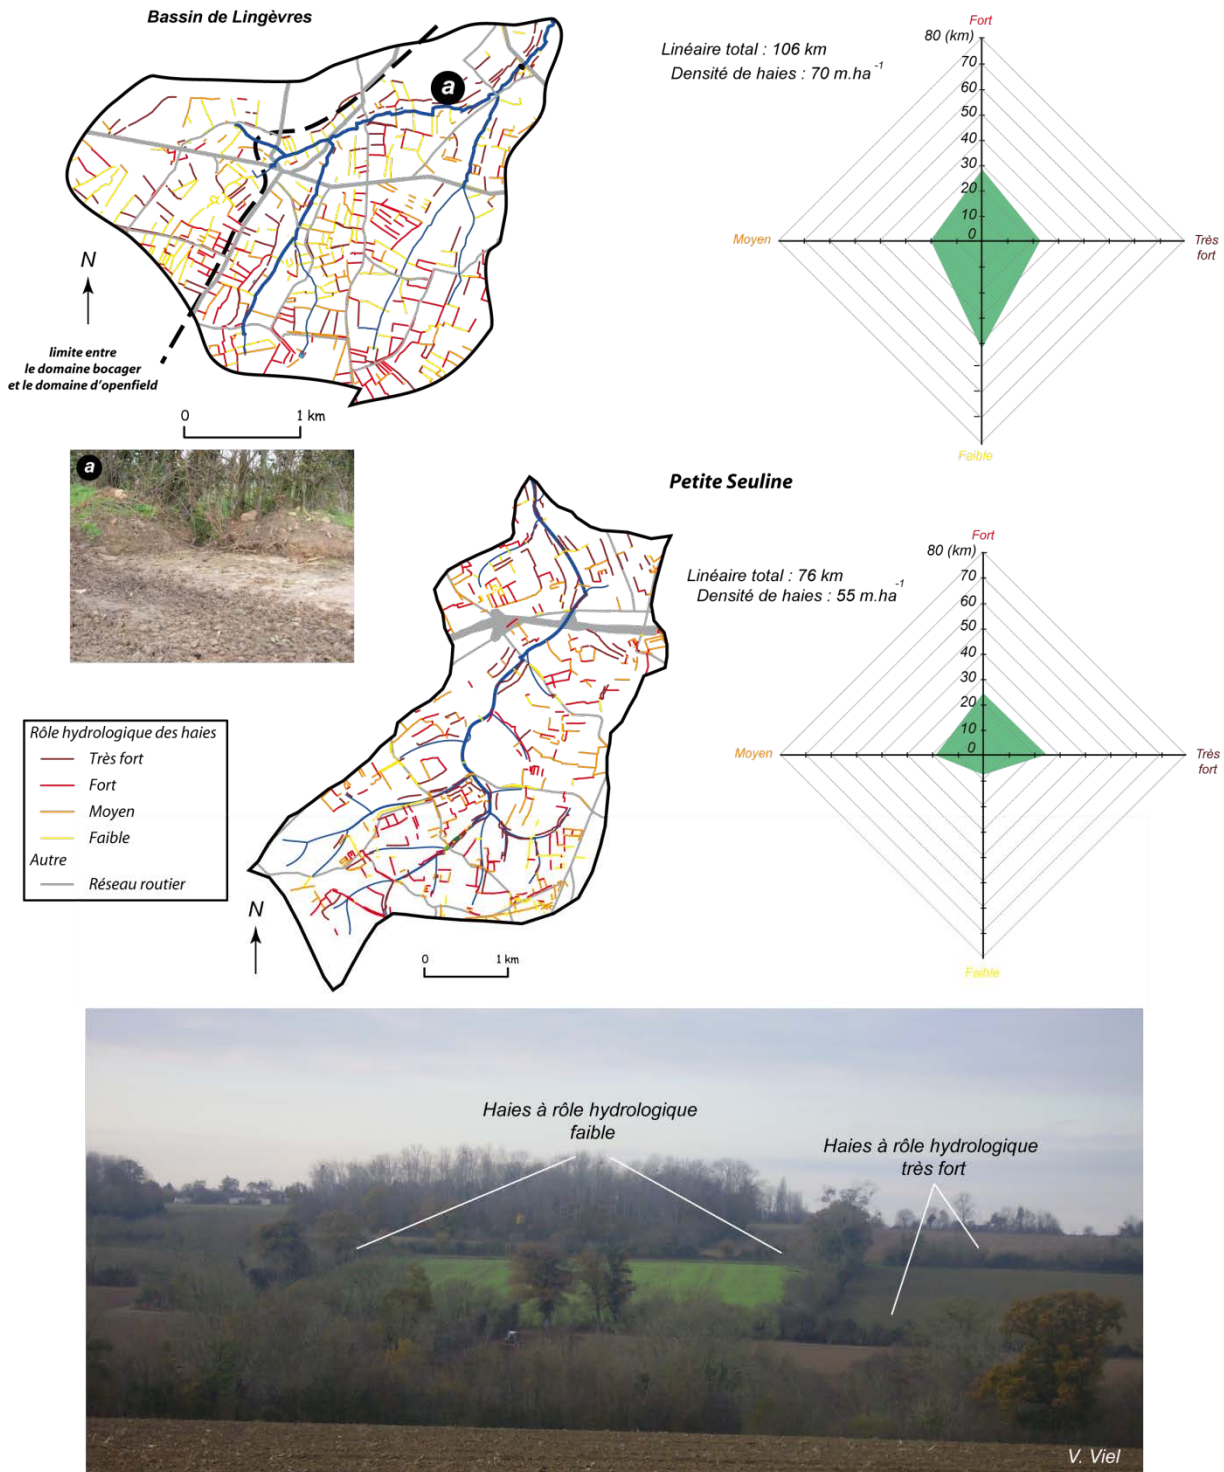 Bassin de Lingèvres
a
N
limite entre
le domaine bocager
et le domaine d'openfield
0 1 km
Linéaire total : 106 km
Densité de haies : 70 m.ha⁻¹
Fort
80 (km)
70
60
50
40
30
20
10
0
Moyen
Très
fort
Faible
a
Petite Seuline
Linéaire total : 76 km
Densité de haies : 55 m.ha⁻¹
Fort
80 (km)
70
60
50
40
30
20
10
0
Moyen
Très
fort
Faible
Rôle hydrologique des haies
Très fort
Fort
Moyen
Faible
Autre
Réseau routier
N
0 1 km
Haies à rôle hydrologique
faible
Haies à rôle hydrologique
très fort
V. Viel